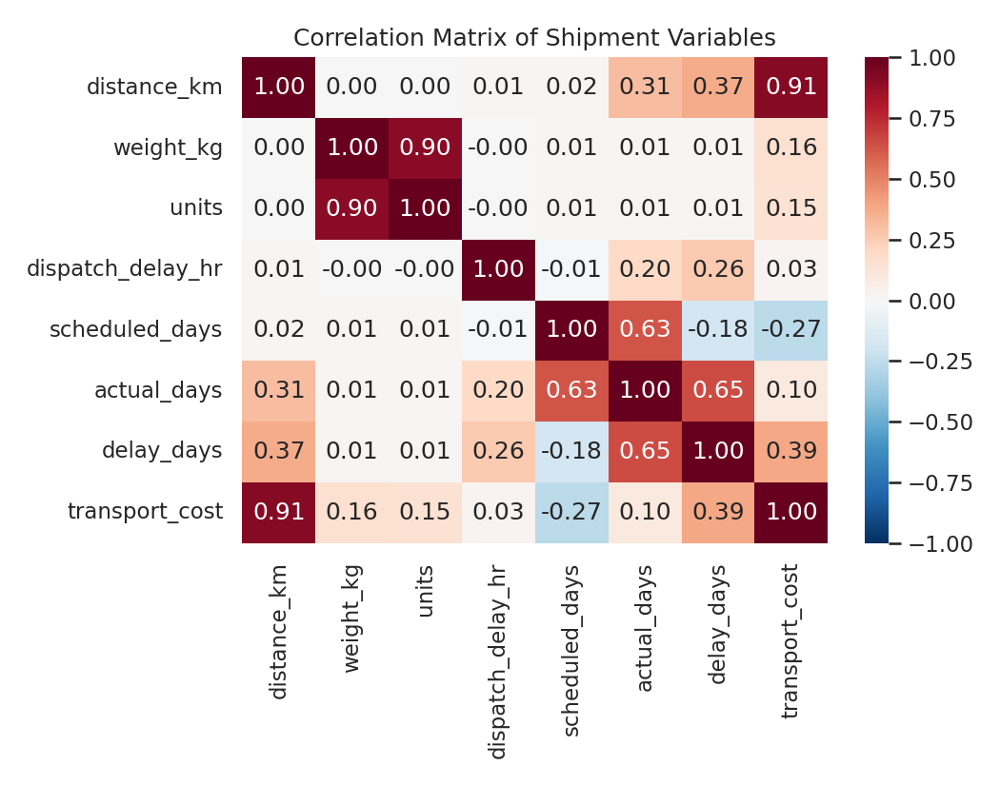 Correlation Matrix of Shipment Variables
distance_km 1.00 0.00 0.00 0.01 0.02 0.31 0.37 0.91
weight_kg 0.00 1.00 0.90 -0.00 0.01 0.01 0.01 0.16
units 0.00 0.90 1.00 -0.00 0.01 0.01 0.01 0.15
dispatch_delay_hr 0.01 -0.00 -0.00 1.00 -0.01 0.20 0.26 0.03
scheduled_days 0.02 0.01 0.01 -0.01 1.00 0.63 -0.18 -0.27
actual_days 0.31 0.01 0.01 0.20 0.63 1.00 0.65 0.10
delay_days 0.37 0.01 0.01 0.26 -0.18 0.65 1.00 0.39
transport_cost 0.91 0.16 0.15 0.03 -0.27 0.10 0.39 1.00
distance_km
weight_kg
units
dispatch_delay_hr
scheduled_days
actual_days
delay_days
transport_cost
1.00
0.75
0.50
0.25
0.00
−0.25
−0.50
−0.75
−1.00